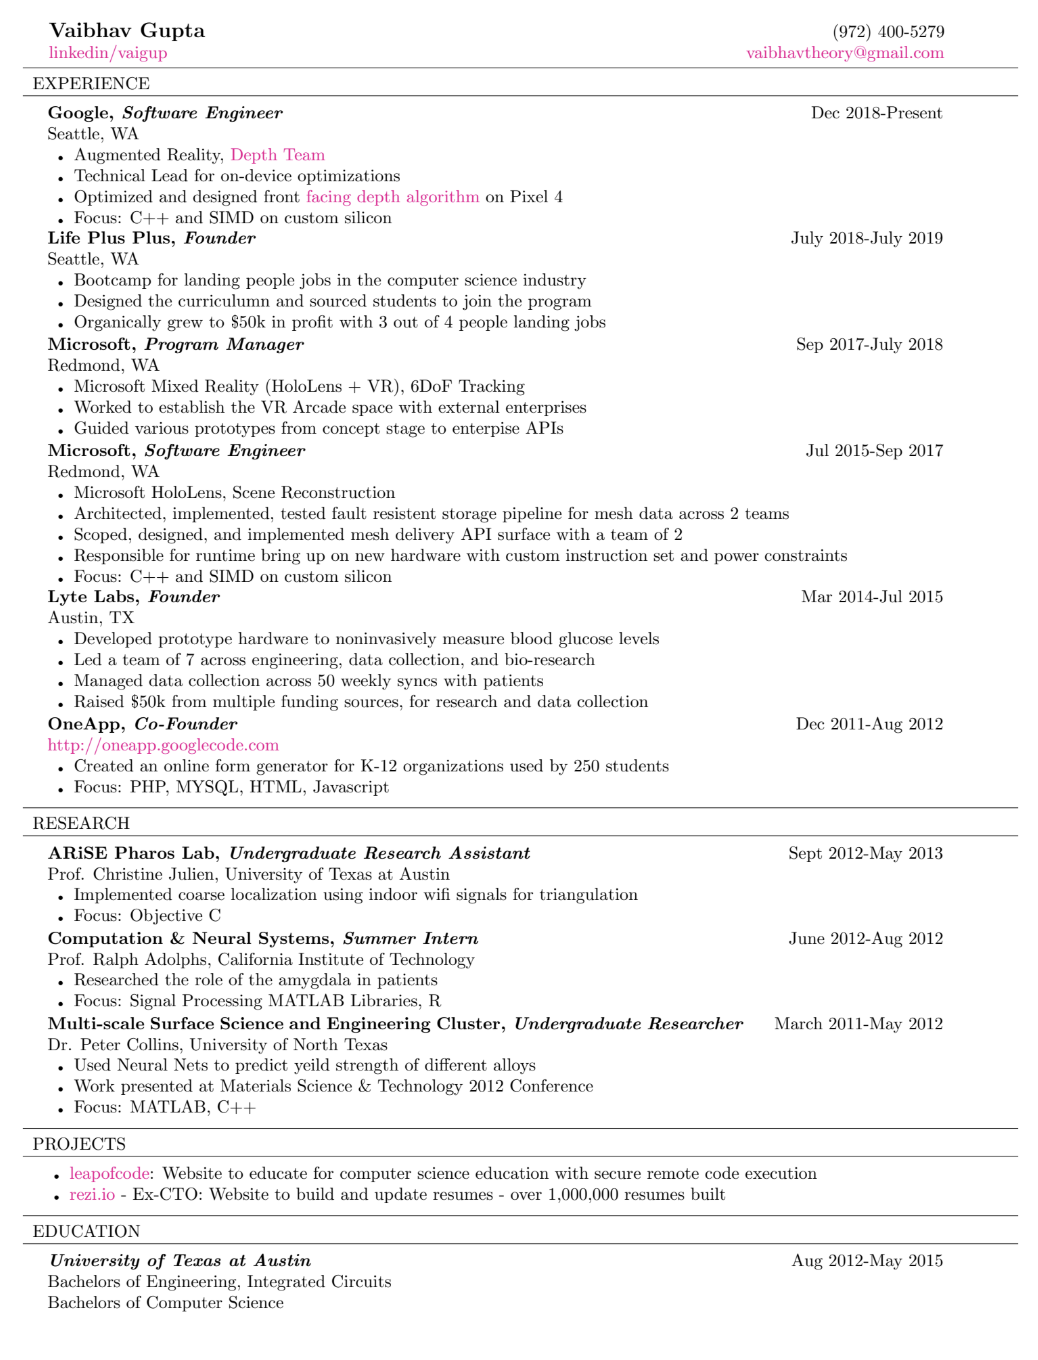 Vaibhav Gupta (972) 400-5279
linkedin/vaigup vaibhavtheory@gmail.com
EXPERIENCE
Google, Software Engineer Dec 2018-Present
Seattle, WA
• Augmented Reality, Depth Team
• Technical Lead for on-device optimizations
• Optimized and designed front facing depth algorithm on Pixel 4
• Focus: C++ and SIMD on custom silicon
Life Plus Plus, Founder July 2018-July 2019
Seattle, WA
• Bootcamp for landing people jobs in the computer science industry
• Designed the curriculumn and sourced students to join the program
• Organically grew to $50k in profit with 3 out of 4 people landing jobs
Microsoft, Program Manager Sep 2017-July 2018
Redmond, WA
• Microsoft Mixed Reality (HoloLens + VR), 6DoF Tracking
• Worked to establish the VR Arcade space with external enterprises
• Guided various prototypes from concept stage to enterpise APIs
Microsoft, Software Engineer Jul 2015-Sep 2017
Redmond, WA
• Microsoft HoloLens, Scene Reconstruction
• Architected, implemented, tested fault resistent storage pipeline for mesh data across 2 teams
• Scoped, designed, and implemented mesh delivery API surface with a team of 2
• Responsible for runtime bring up on new hardware with custom instruction set and power constraints
• Focus: C++ and SIMD on custom silicon
Lyte Labs, Founder Mar 2014-Jul 2015
Austin, TX
• Developed prototype hardware to noninvasively measure blood glucose levels
• Led a team of 7 across engineering, data collection, and bio-research
• Managed data collection across 50 weekly syncs with patients
• Raised $50k from multiple funding sources, for research and data collection
OneApp, Co-Founder Dec 2011-Aug 2012
http://oneapp.googlecode.com
• Created an online form generator for K-12 organizations used by 250 students
• Focus: PHP, MYSQL, HTML, Javascript
RESEARCH
ARiSE Pharos Lab, Undergraduate Research Assistant Sept 2012-May 2013
Prof. Christine Julien, University of Texas at Austin
• Implemented coarse localization using indoor wifi signals for triangulation
• Focus: Objective C
Computation & Neural Systems, Summer Intern June 2012-Aug 2012
Prof. Ralph Adolphs, California Institute of Technology
• Researched the role of the amygdala in patients
• Focus: Signal Processing MATLAB Libraries, R
Multi-scale Surface Science and Engineering Cluster, Undergraduate Researcher March 2011-May 2012
Dr. Peter Collins, University of North Texas
• Used Neural Nets to predict yeild strength of different alloys
• Work presented at Materials Science & Technology 2012 Conference
• Focus: MATLAB, C++
PROJECTS
• leapofcode: Website to educate for computer science education with secure remote code execution
• rezi.io - Ex-CTO: Website to build and update resumes - over 1,000,000 resumes built
EDUCATION
University of Texas at Austin Aug 2012-May 2015
Bachelors of Engineering, Integrated Circuits
Bachelors of Computer Science